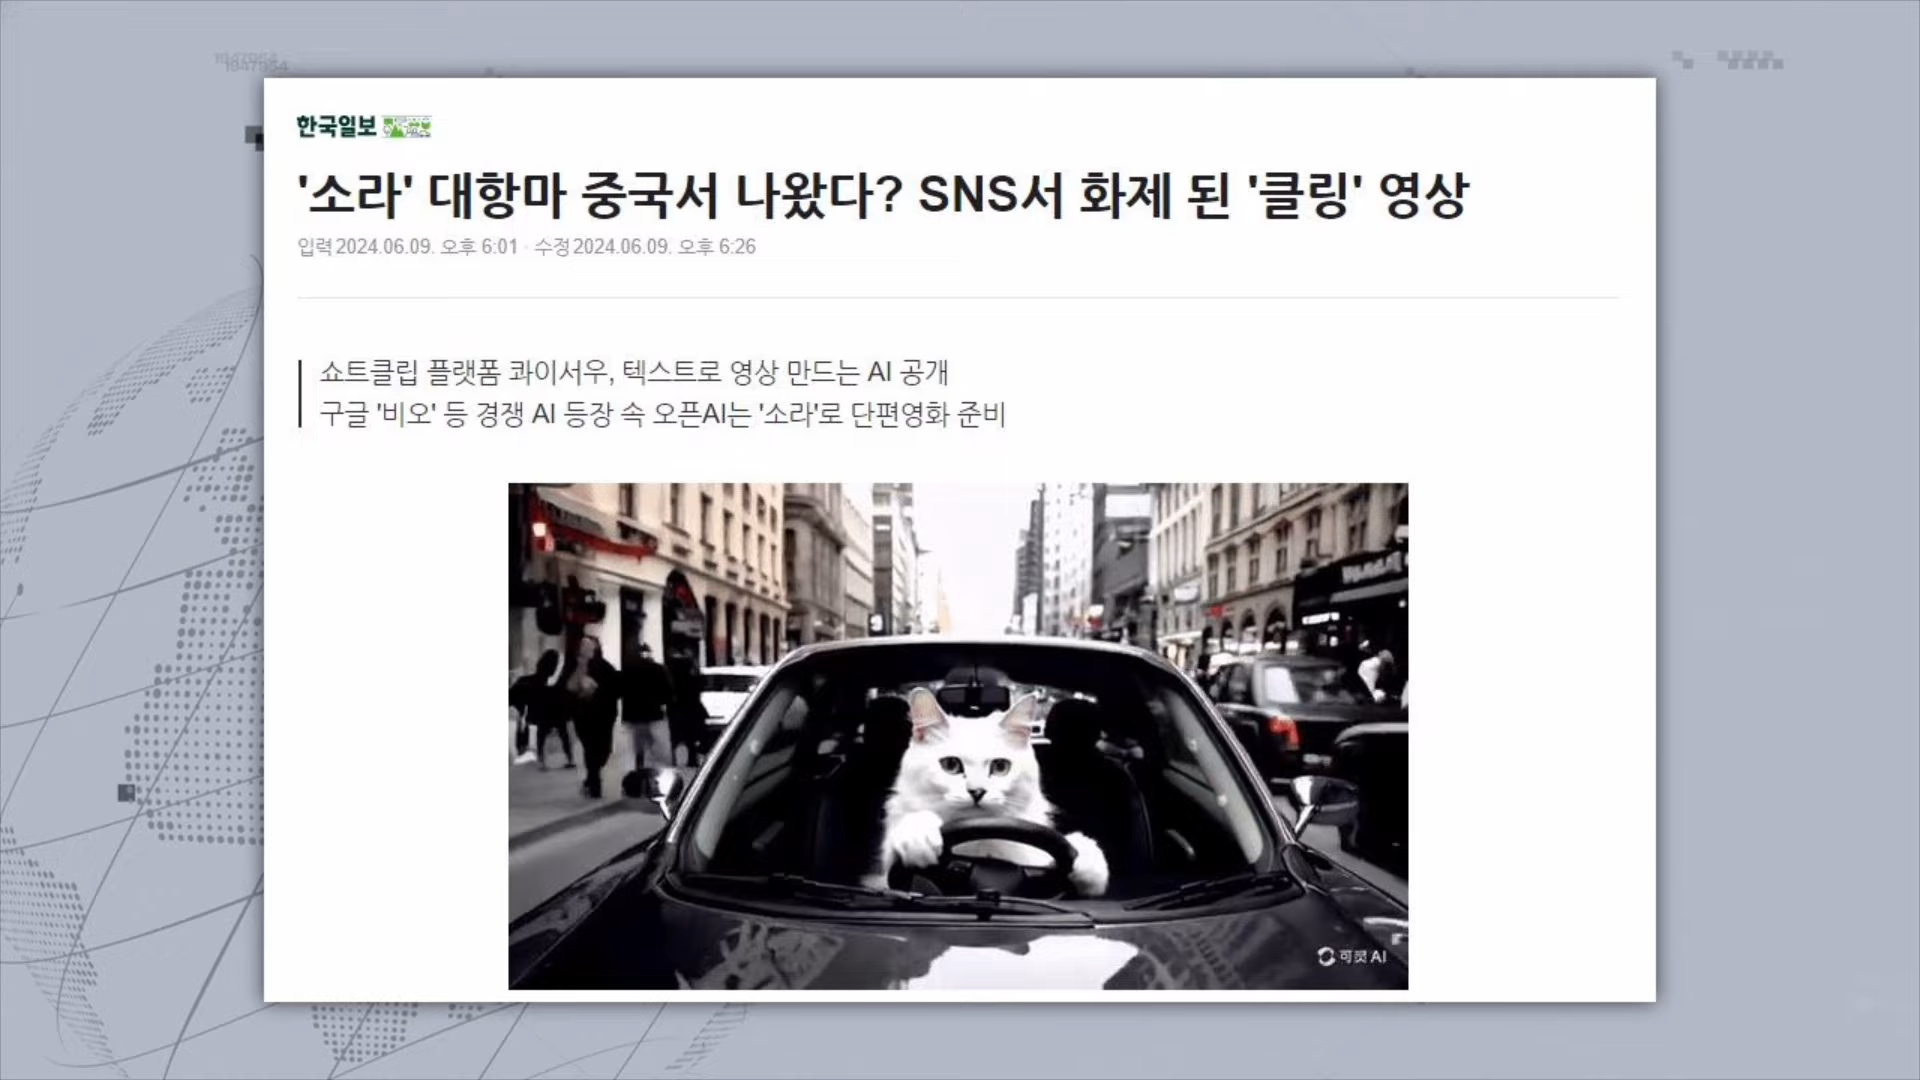 1947954
1947954
한국일보
'소라' 대항마 중국서 나왔다? SNS서 화제 된 '클링' 영상
입력 2024.06.09. 오후 6:01 · 수정 2024.06.09. 오후 6:26
쇼트클립 플랫폼 콰이서우, 텍스트로 영상 만드는 AI 공개
구글 '비오' 등 경쟁 AI 등장 속 오픈AI는 '소라'로 단편영화 준비
可灵 AI